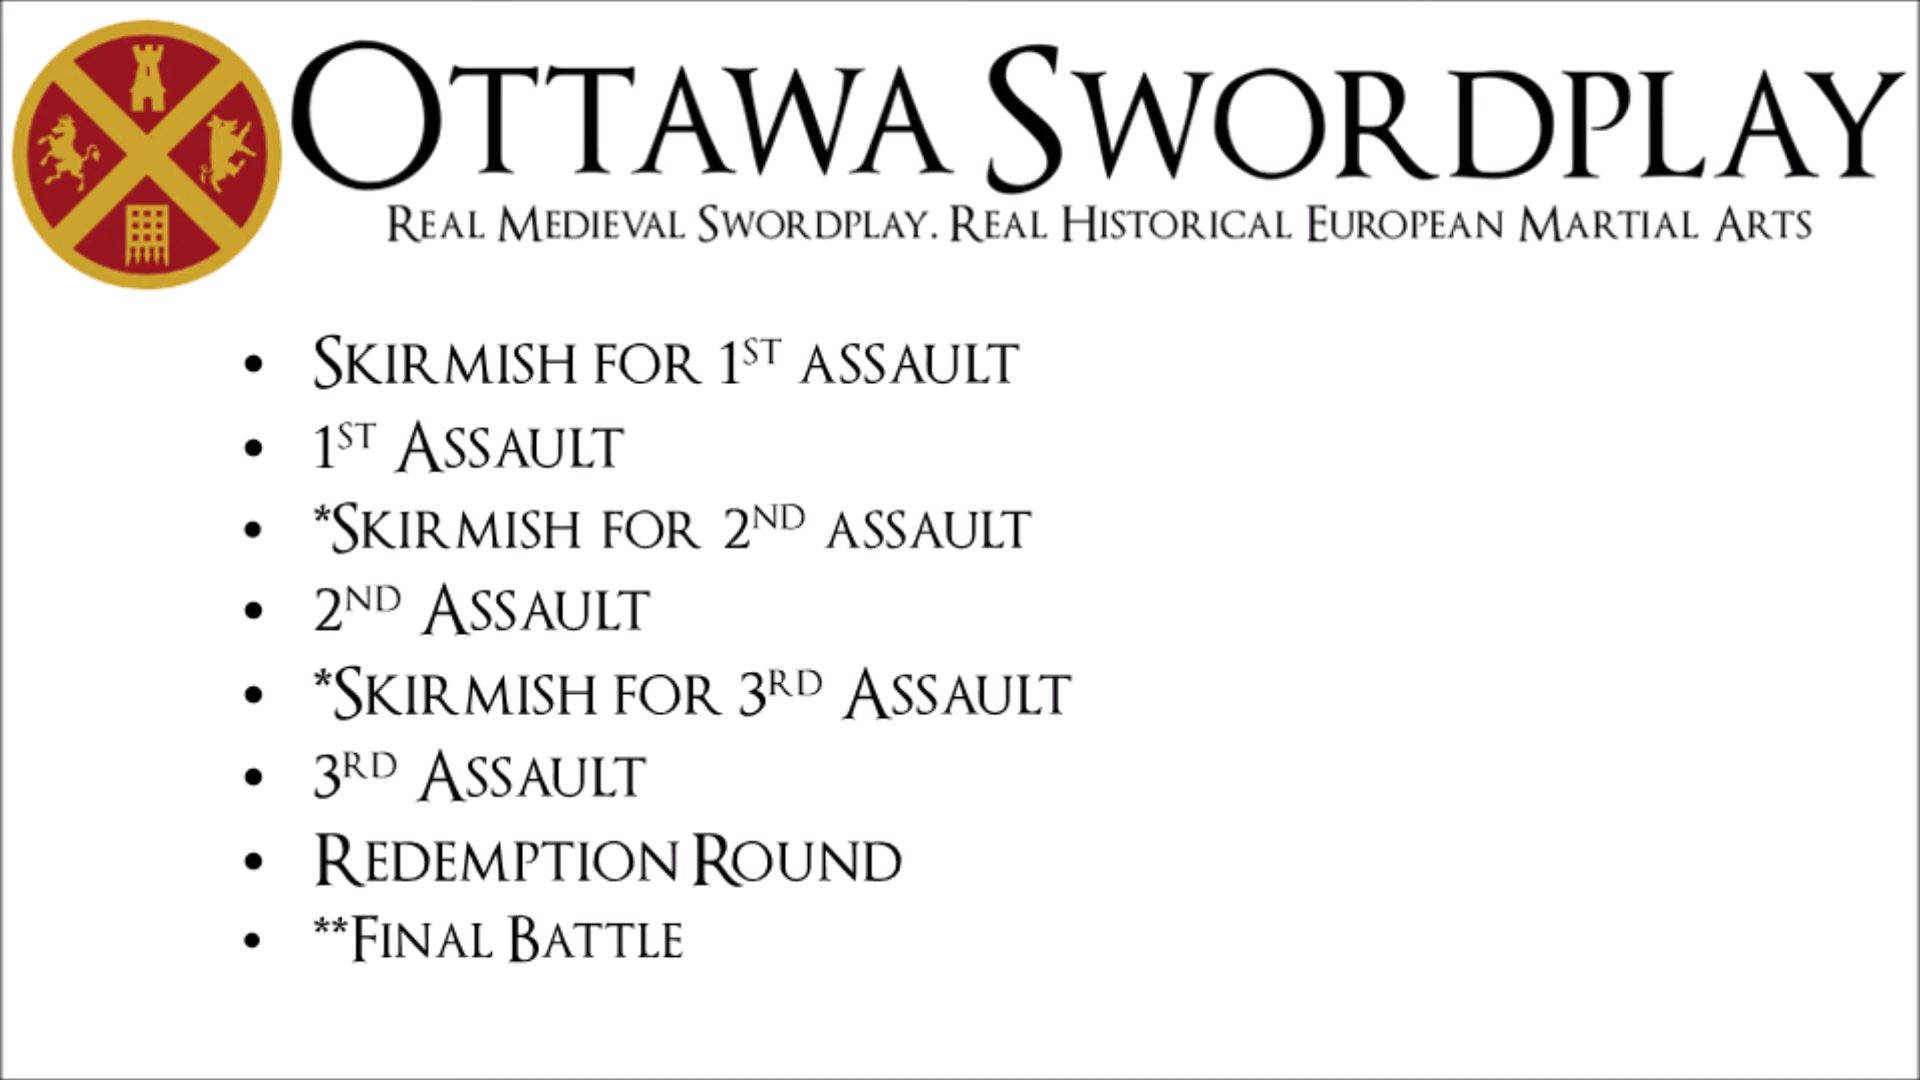 Ottawa Swordplay
Real Medieval Swordplay. Real Historical European Martial Arts
• Skirmish for 1st assault
• 1st Assault
• *Skirmish for 2nd assault
• 2nd Assault
• *Skirmish for 3rd Assault
• 3rd Assault
• Redemption Round
• **Final Battle